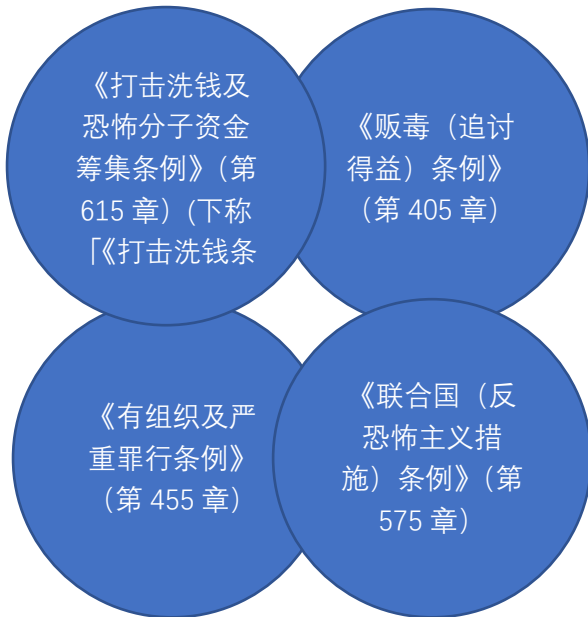 《打击洗钱及
恐怖分子资金
筹集条例》（第
615 章）(下称
「《打击洗钱条
《贩毒（追讨
得益）条例》
（第 405 章）
《有组织及严
重罪行条例》
（第 455 章）
《联合国（反
恐怖主义措
施）条例》（第
575 章）